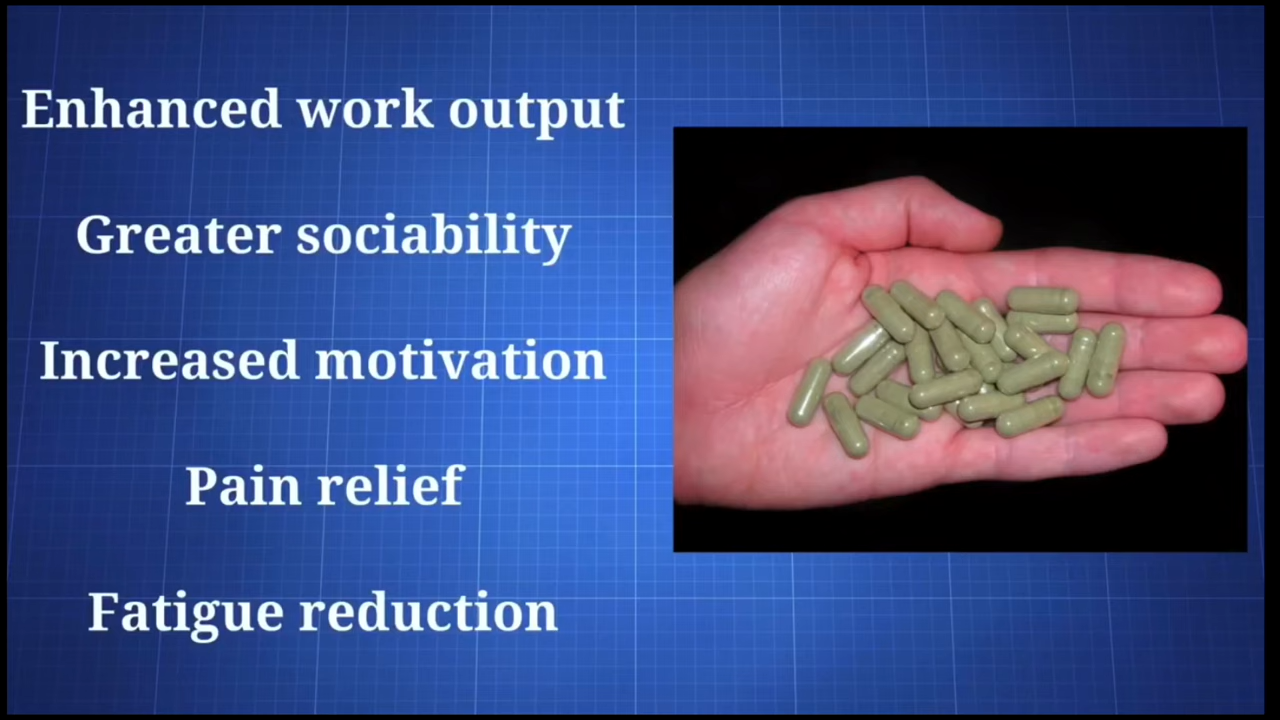 Enhanced work output
Greater sociability
Increased motivation
Pain relief
Fatigue reduction